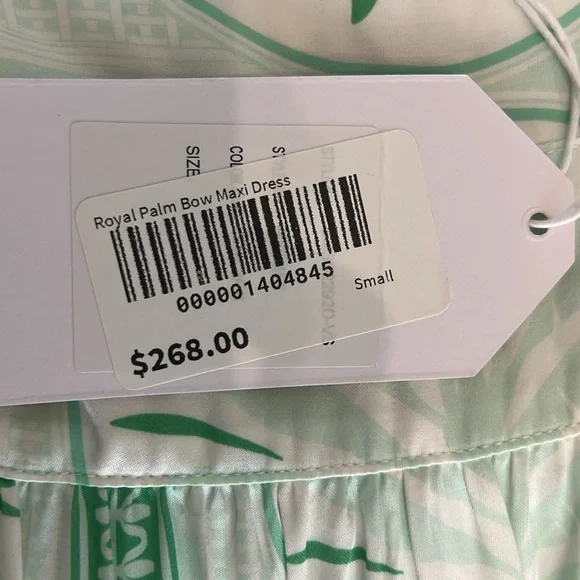 Royal Palm Bow Maxi Dress
000001404845
Small
$268.00
SIZE